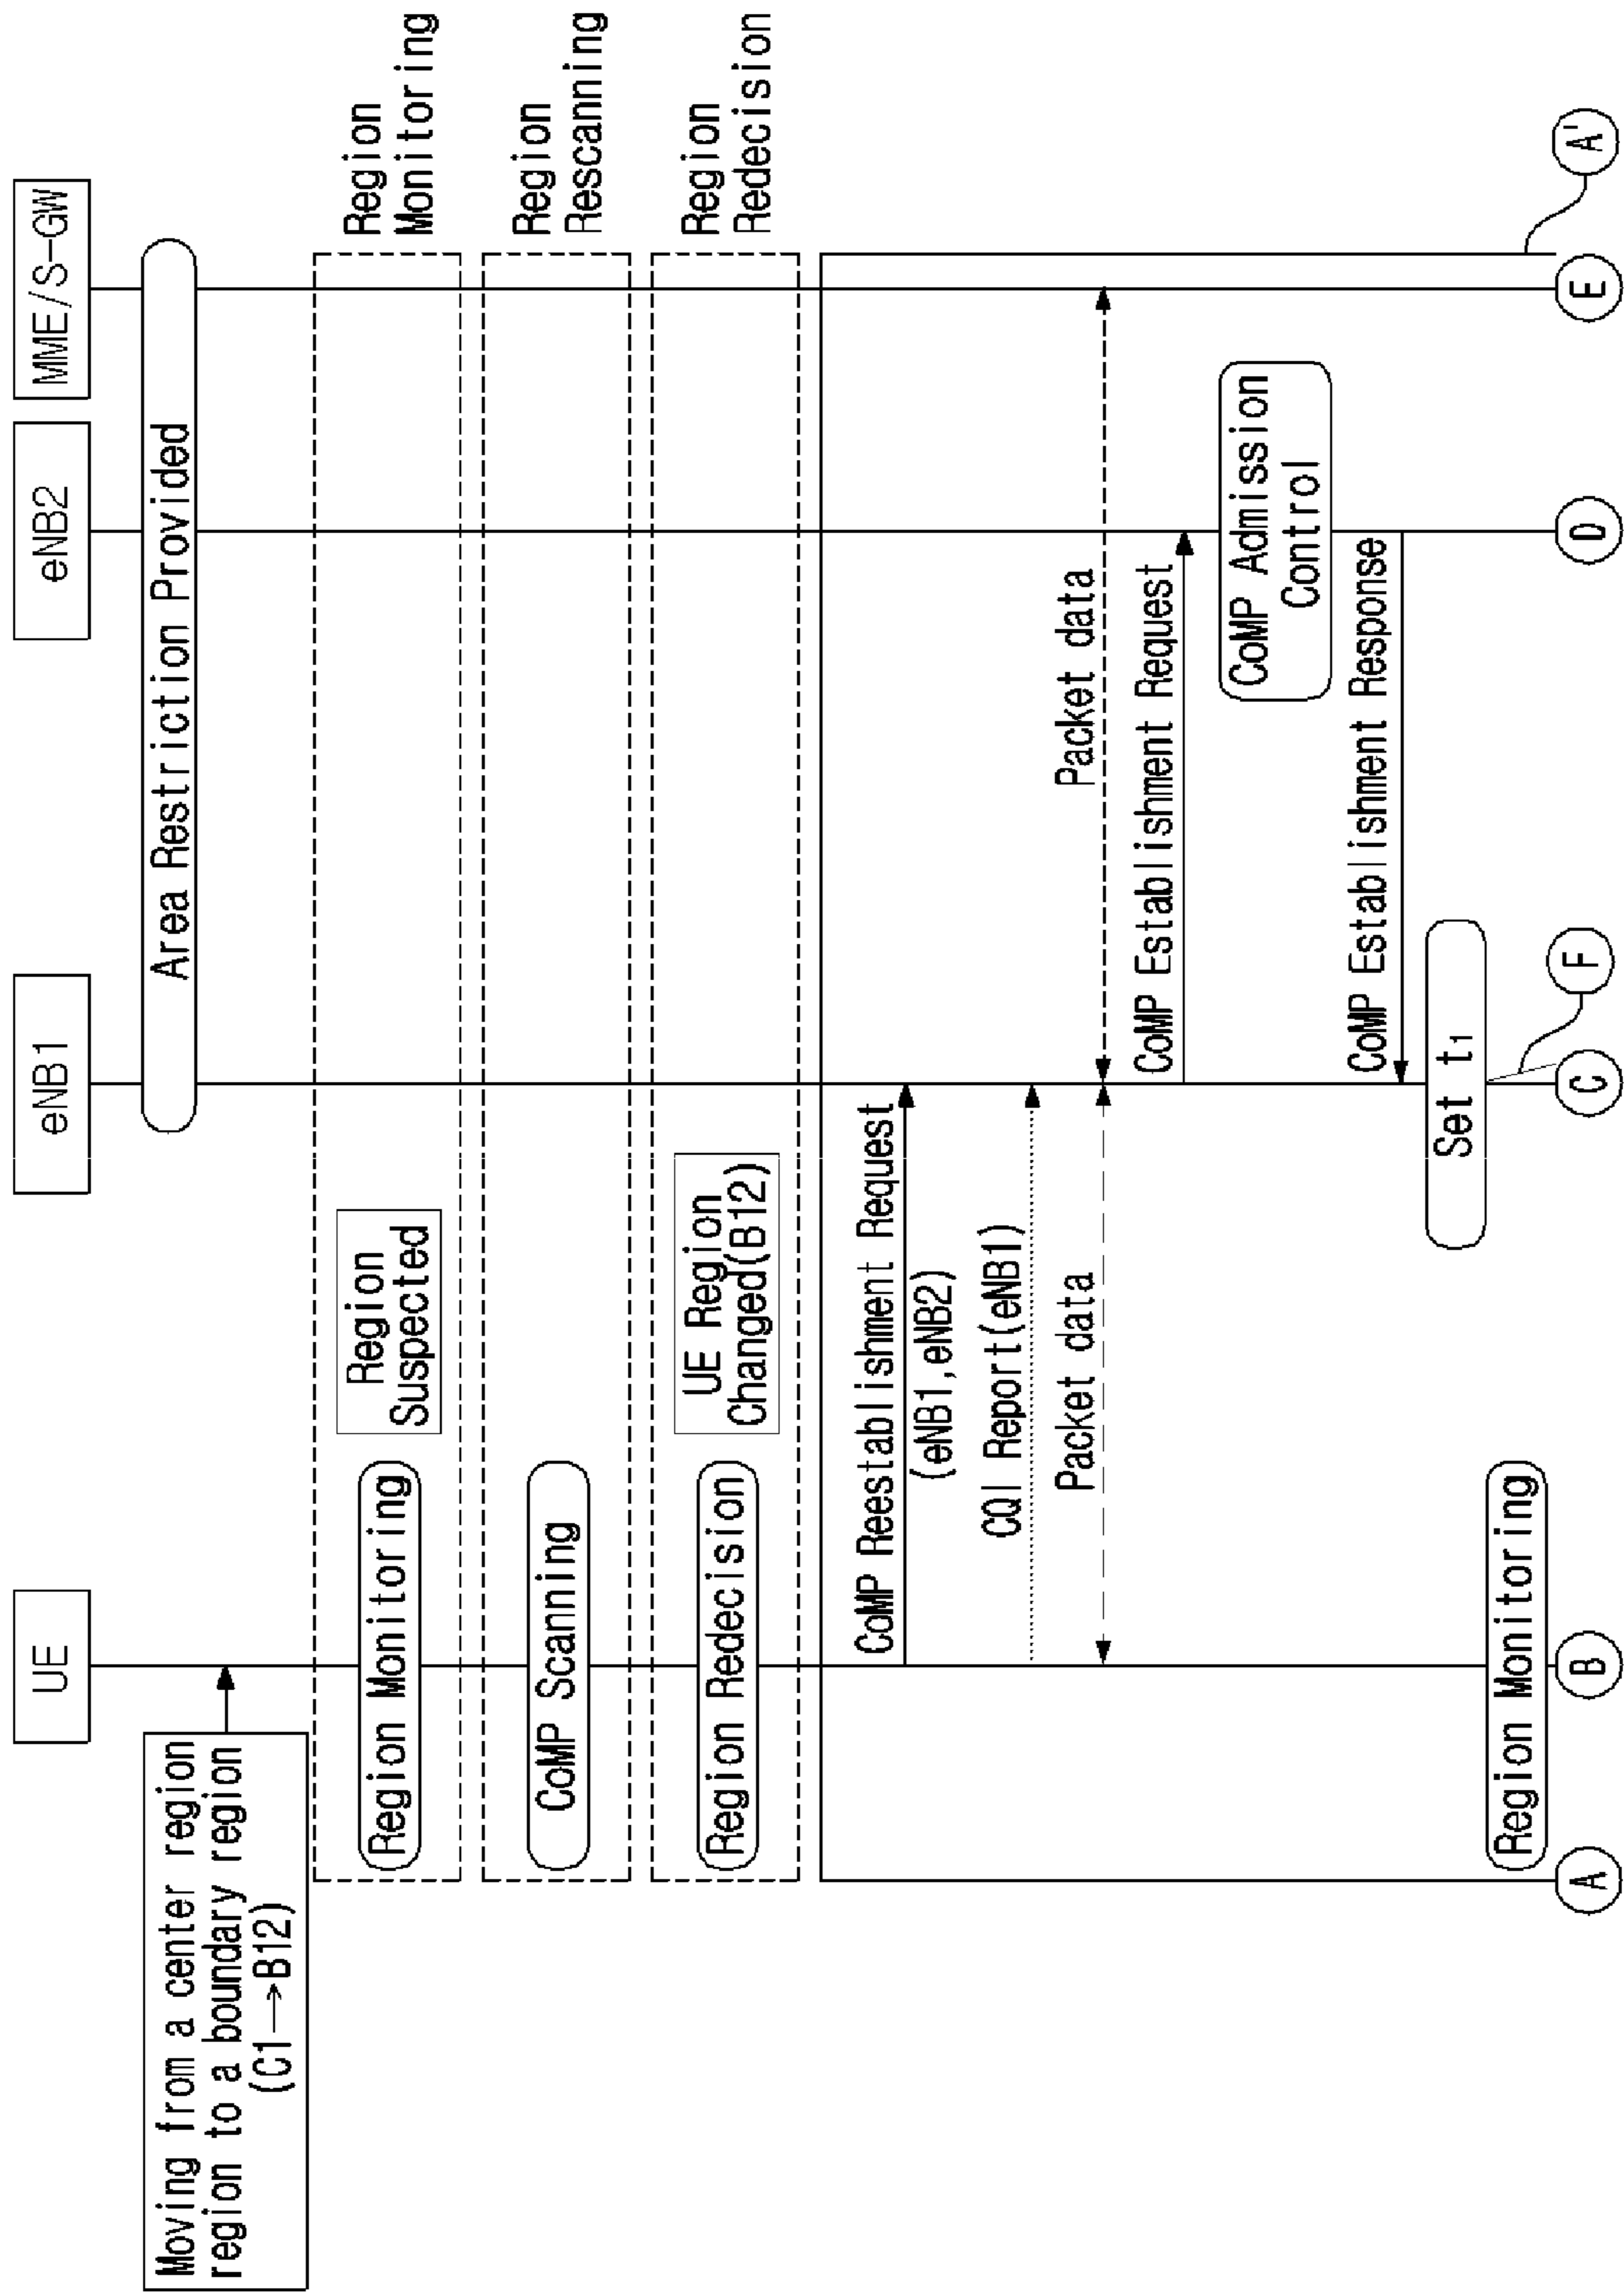 UE
eNB1
eNB2
MME/S-GW
Moving from a center region
region to a boundary region
(C1→B12)
Area Restriction Provided
Region Monitoring
Region
Suspected
Region
Monitoring
CoMP Scanning
Region
Rescanning
Region Redecision
UE Region
Changed(B12)
Region
Redecision
CoMP Reestablishment Request
(eNB1,eNB2)
CQI Report(eNB1)
Packet data
Packet data
CoMP Establishment Request
CoMP Admission
Control
CoMP Establishment Response
Set t1
Region Monitoring
A
B
C
F
D
E
A'